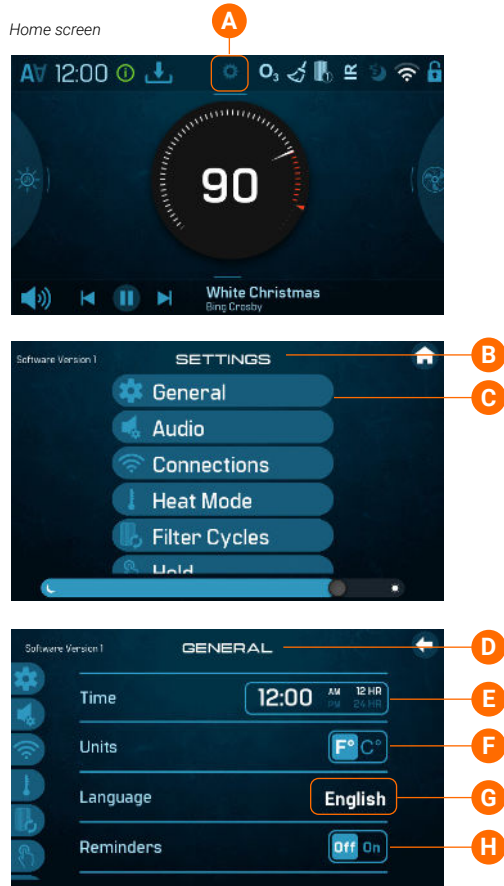 Home screen
A
12:00
O₃
IR
90
White Christmas
Bing Crosby
Software Version 1
SETTINGS
B
General
C
Audio
Connections
Heat Mode
Filter Cycles
Hold
Software Version 1
GENERAL
D
Time
12:00
AM
12 HR
PM
24 HR
E
Units
F° C°
F
Language
English
G
Reminders
Off On
H